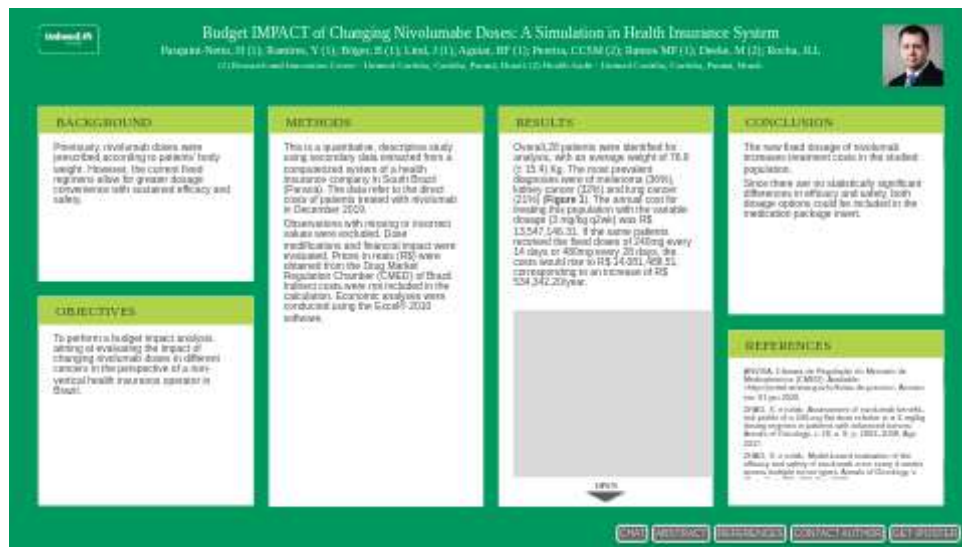 Budget IMPACT of Changing Nivolumabe Doses: A Simulation in Health Insurance System
BACKGROUND
Previously, nivolumab doses were
prescribed according to patients' body
weight. However, the current fixed
regimens allow for greater dosage
convenience with sustained efficacy and
safety.
OBJECTIVES
To perform a budget impact analysis
aiming at evaluating the impact of
changing nivolumab doses in different
cancers in the perspective of a non-
vertical health insurance operator in
Brazil.
METHODS
This is a quantitative, descriptive study
using secondary data extracted from a
computerized system of a health
insurance company in South Brazil
(Paraná). The data refer to the direct
costs of patients treated with nivolumab
in December 2019.
Observations with missing or incorrect
values were excluded. Dose
modifications and financial impact were
evaluated. Prices in reais (R$) were
obtained from the Drug Market
Regulation Chamber (CMED) of Brazil.
Indirect costs were not included in the
calculation. Economic analyses were
conducted using the Excel® 2010
software.
RESULTS
Overall, 28 patients were identified for
analysis, with an average weight of 76.8
(± 15.4) Kg. The most prevalent
diagnoses were of melanoma (36%),
kidney cancer (32%) and lung cancer
(21%) (Figure 1). The annual cost for
treating this population with the variable
dosage (3 mg/kg q2wk) was R$
13,547,146.31. If the same patients
received the fixed doses of 240mg every
14 days or 480mg every 28 days, the
costs would rise to R$
corresponding to an increase of R$
534,342.20/year.
OPEN
CONCLUSION
The new fixed dosage of nivolumab
increases treatment costs in the studied
population.
Since there are no statistically significant
differences in efficacy and safety, both
dosage options could be included in the
medication package insert.
REFERENCES
CHAT
ABSTRACT
REFERENCES
CONTACT AUTHOR
GET IPOSTER